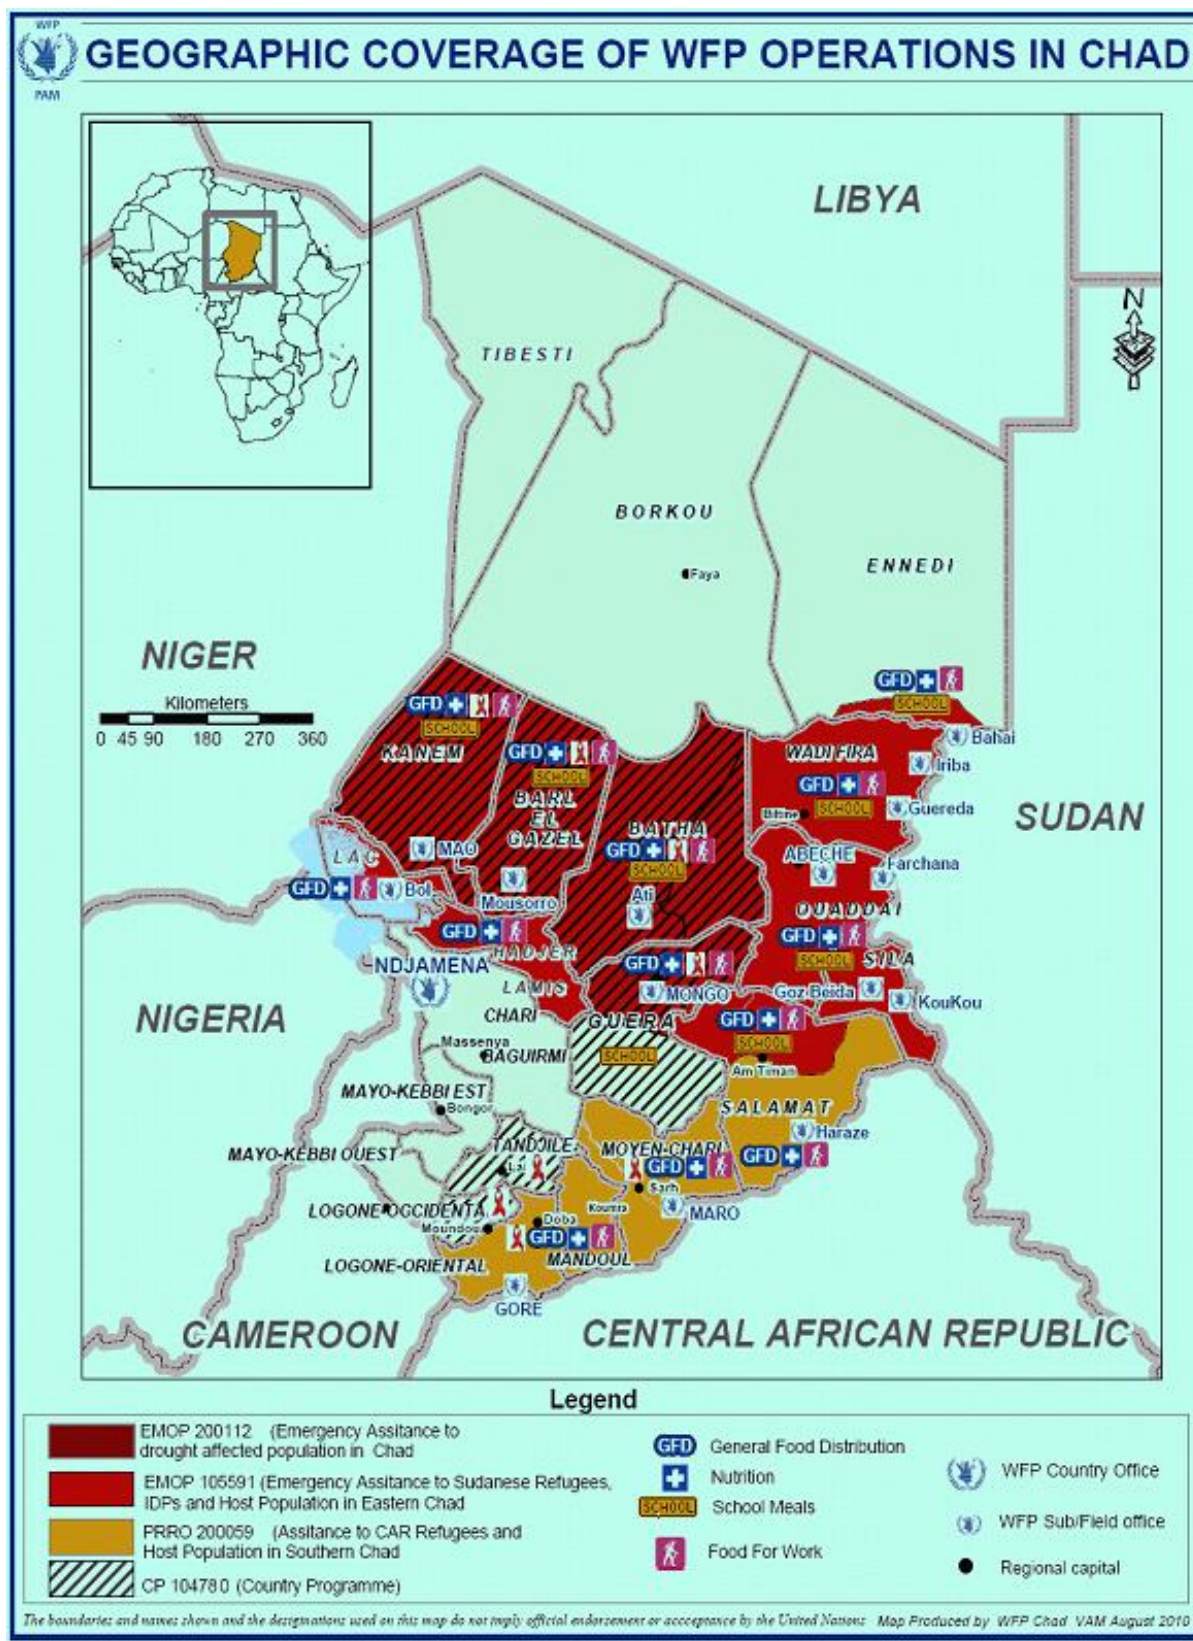 WFP
PAM
GEOGRAPHIC COVERAGE OF WFP OPERATIONS IN CHAD
LIBYA
N
TIBESTI
BORKOU
Faya
ENNEDI
NIGER
Kilometers
0 45 90 180 270 360
GFD
SCHOOL
KANEM
GFD
SCHOOL
BARL
EL
GAZEL
GFD
SCHOOL
Bahai
WADI FIRA
Iriba
GFD
SCHOOL
Biltine
Guereda
SUDAN
BATHA
GFD
SCHOOL
Ati
LAC
MAO
GFD
Bol
Mousorro
ABECHE
Farchana
OUADDAI
GFD
SCHOOL
SILA
GFD
HADJER
LAMIS
NDJAMENA
GFD
MONGO
Goz Beida
KouKou
NIGERIA
CHARI
BAGUIRMI
Massenya
GUERA
SCHOOL
GFD
SCHOOL
Am Timan
MAYO-KEBBI EST
Bongor
SALAMAT
Haraze
GFD
MAYO-KEBBI OUEST
TANDJILE
Lai
MOYEN-CHARI
GFD
Sarh
MARO
LOGONE-OCCIDENTA
Moundou
Doba
Koumra
GFD
MANDOUL
LOGONE-ORIENTAL
GORE
CAMEROON
CENTRAL AFRICAN REPUBLIC
Legend
EMOP 200112 (Emergency Assitance to
drought affected population in Chad
EMOP 105591 (Emergency Assitance to Sudanese Refugees,
IDPs and Host Population in Eastern Chad
PRRO 200059 (Assitance to CAR Refugees and
Host Population in Southern Chad
CP 104780 (Country Programme)
GFD General Food Distribution
Nutrition
SCHOOL School Meals
Food For Work
WFP Country Office
WFP Sub/Field office
Regional capital
The boundaries and names shown and the designations used on this map do not imply official endorsement or accceptance by the United Nations Map Produced by WFP Chad VAM August 2010